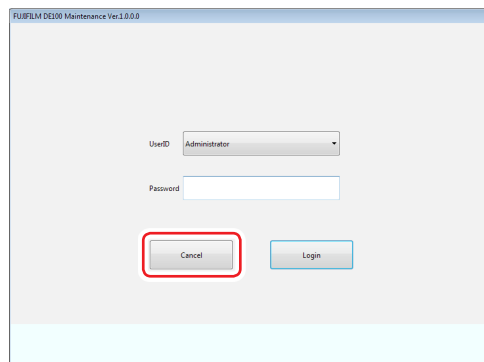 FUJIFILM DE100 Maintenance Ver.1.0.0.0
UserID Administrator
Password
Cancel Login